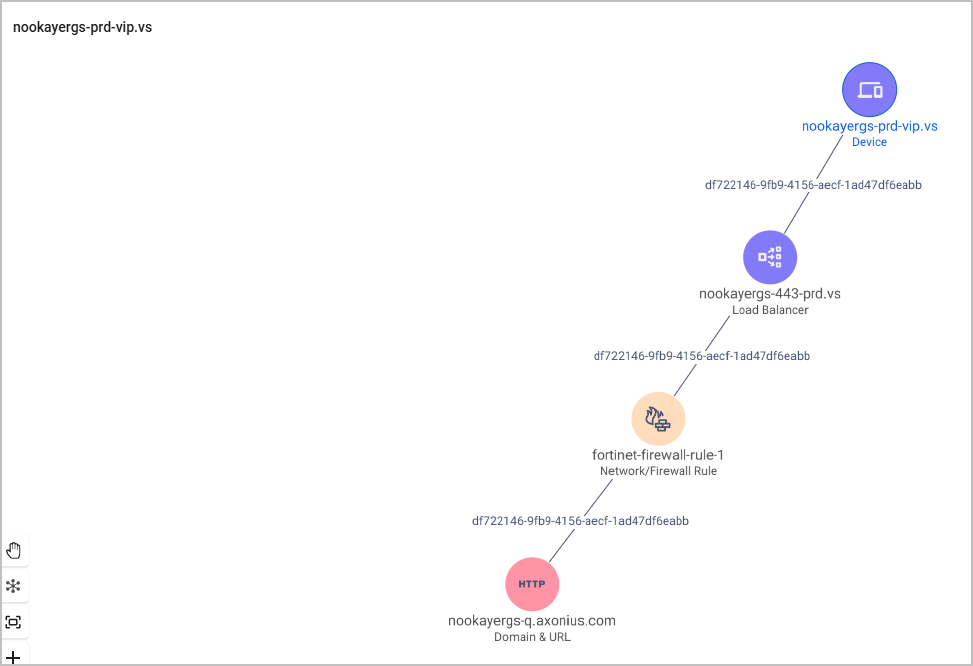 nookayergs-prd-vip.vs
nookayergs-prd-vip.vs
Device
df722146-9fb9-4156-aecf-1ad47df6eabb
nookayergs-443-prd.vs
Load Balancer
df722146-9fb9-4156-aecf-1ad47df6eabb
fortinet-firewall-rule-1
Network/Firewall Rule
df722146-9fb9-4156-aecf-1ad47df6eabb
HTTP
nookayergs-q.axonius.com
Domain & URL